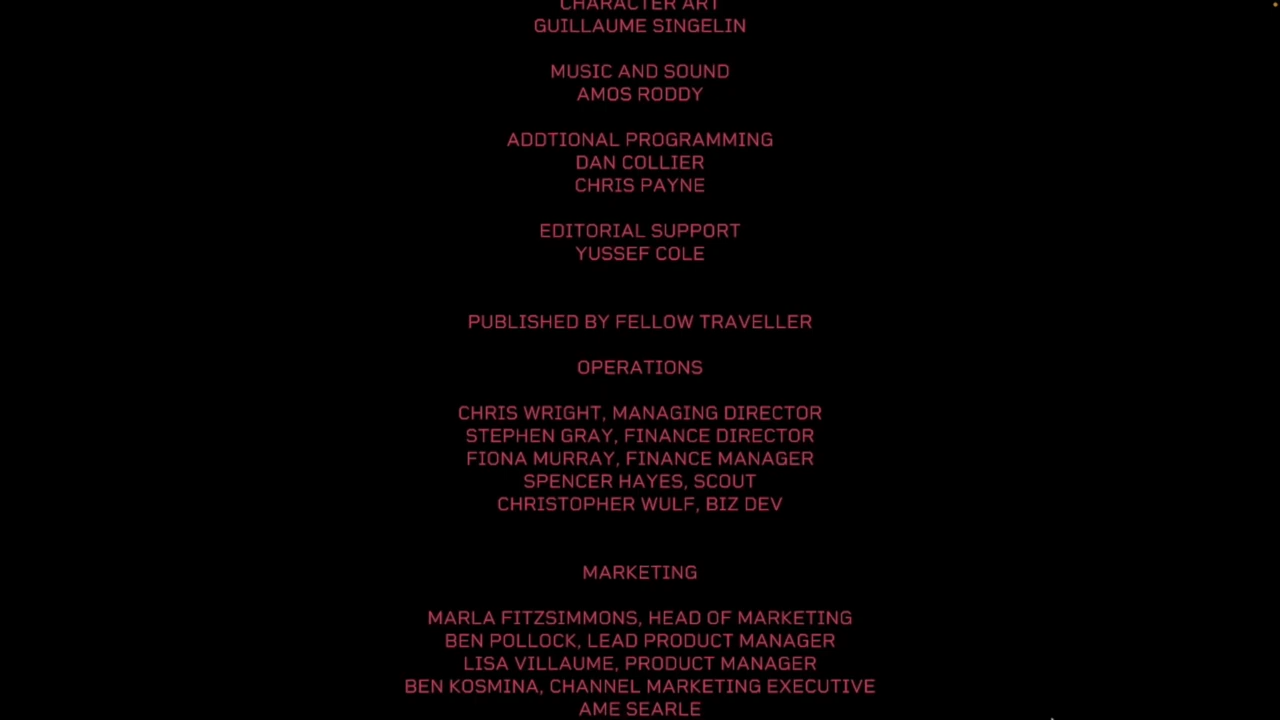 CHARACTER ART
GUILLAUME SINGELIN
MUSIC AND SOUND
AMOS RODDY
ADDTIONAL PROGRAMMING
DAN COLLIER
CHRIS PAYNE
EDITORIAL SUPPORT
YUSSEF COLE
PUBLISHED BY FELLOW TRAVELLER
OPERATIONS
CHRIS WRIGHT, MANAGING DIRECTOR
STEPHEN GRAY, FINANCE DIRECTOR
FIONA MURRAY, FINANCE MANAGER
SPENCER HAYES, SCOUT
CHRISTOPHER WULF, BIZ DEV
MARKETING
MARLA FITZSIMMONS, HEAD OF MARKETING
BEN POLLOCK, LEAD PRODUCT MANAGER
LISA VILLAUME, PRODUCT MANAGER
BEN KOSMINA, CHANNEL MARKETING EXECUTIVE
AME SEARLE